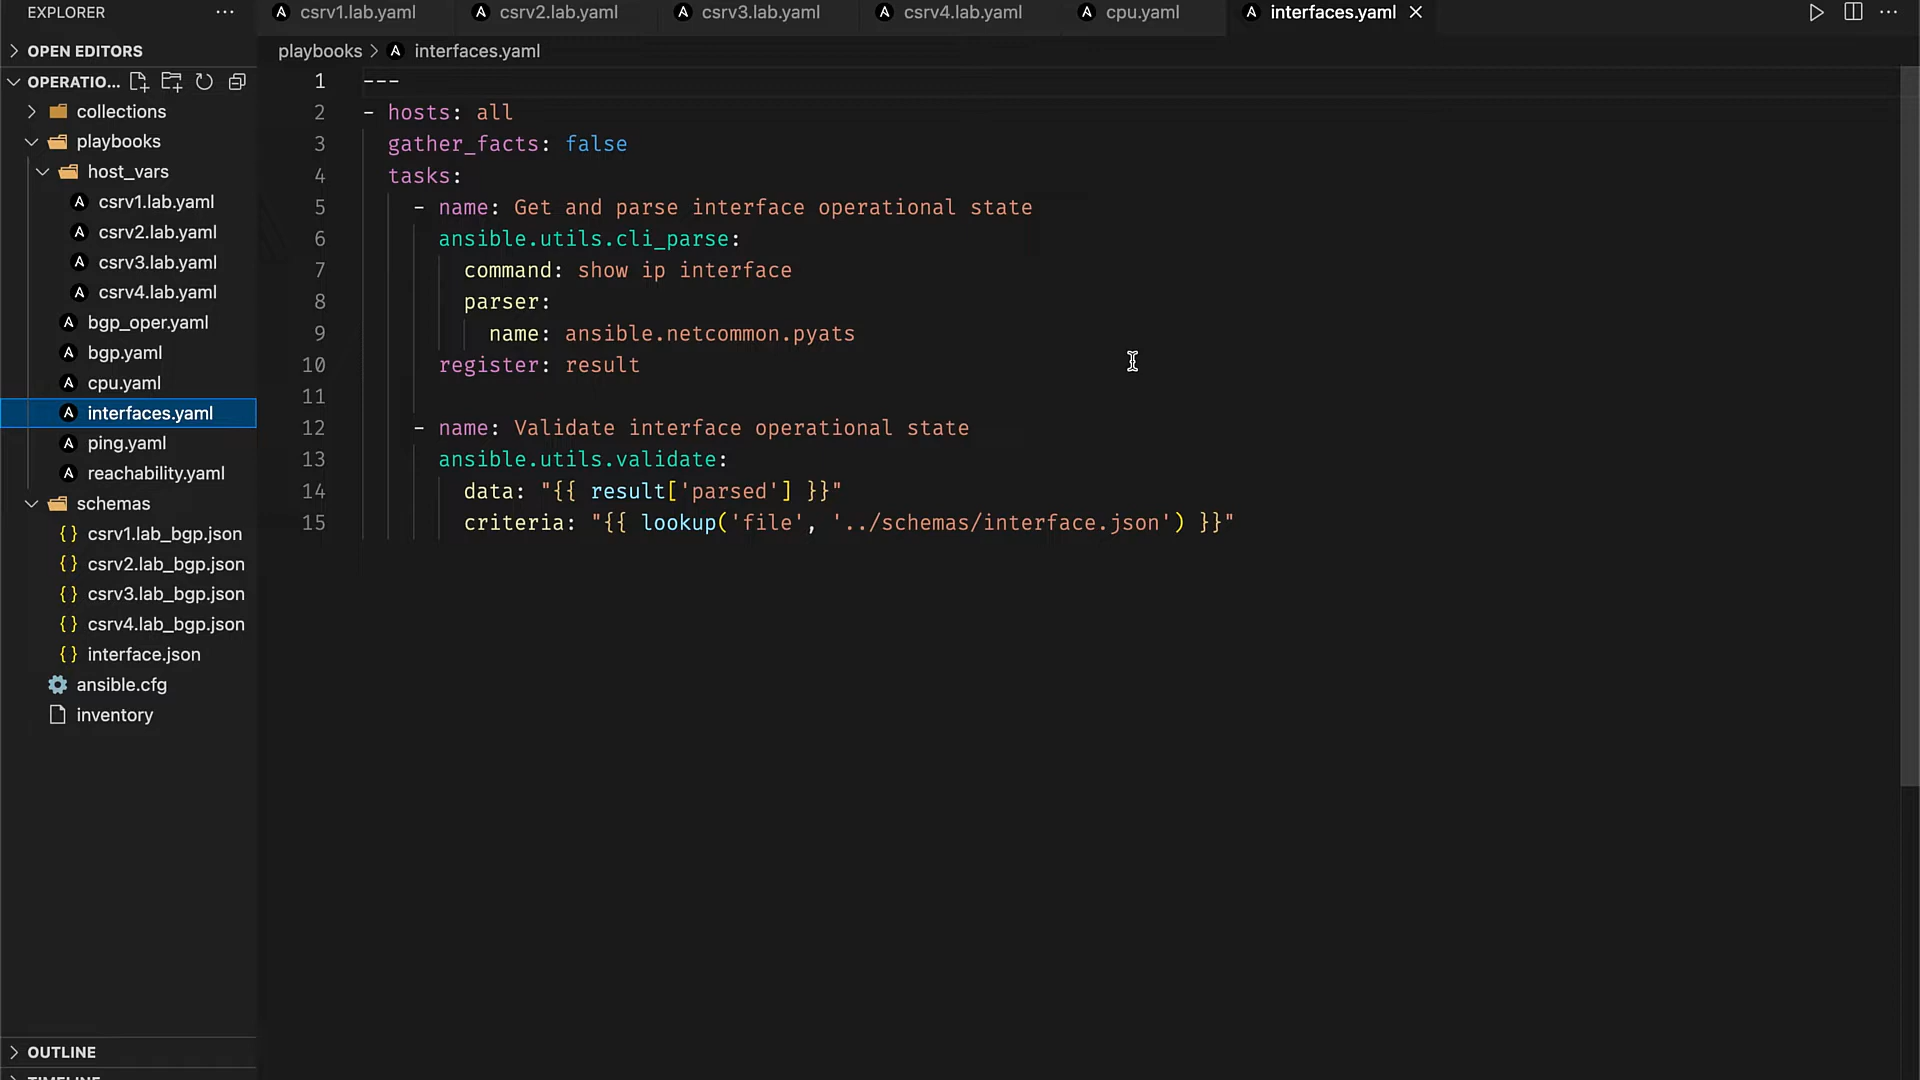 EXPLORER
csrv1.lab.yaml
csrv2.lab.yaml
csrv3.lab.yaml
csrv4.lab.yaml
cpu.yaml
interfaces.yaml
OPEN EDITORS
playbooks > interfaces.yaml
OPERATIO...
collections
playbooks
host_vars
csrv1.lab.yaml
csrv2.lab.yaml
csrv3.lab.yaml
csrv4.lab.yaml
bgp_oper.yaml
bgp.yaml
cpu.yaml
interfaces.yaml
ping.yaml
reachability.yaml
schemas
csrv1.lab_bgp.json
csrv2.lab_bgp.json
csrv3.lab_bgp.json
csrv4.lab_bgp.json
interface.json
ansible.cfg
inventory
OUTLINE
TIMELINE
1 ---
2 - hosts: all
3 gather_facts: false
4 tasks:
5 - name: Get and parse interface operational state
6 ansible.utils.cli_parse:
7 command: show ip interface
8 parser:
9 name: ansible.netcommon.pyats
10 register: result
11
12 - name: Validate interface operational state
13 ansible.utils.validate:
14 data: "{{ result['parsed'] }}"
15 criteria: "{{ lookup('file', '../schemas/interface.json') }}"